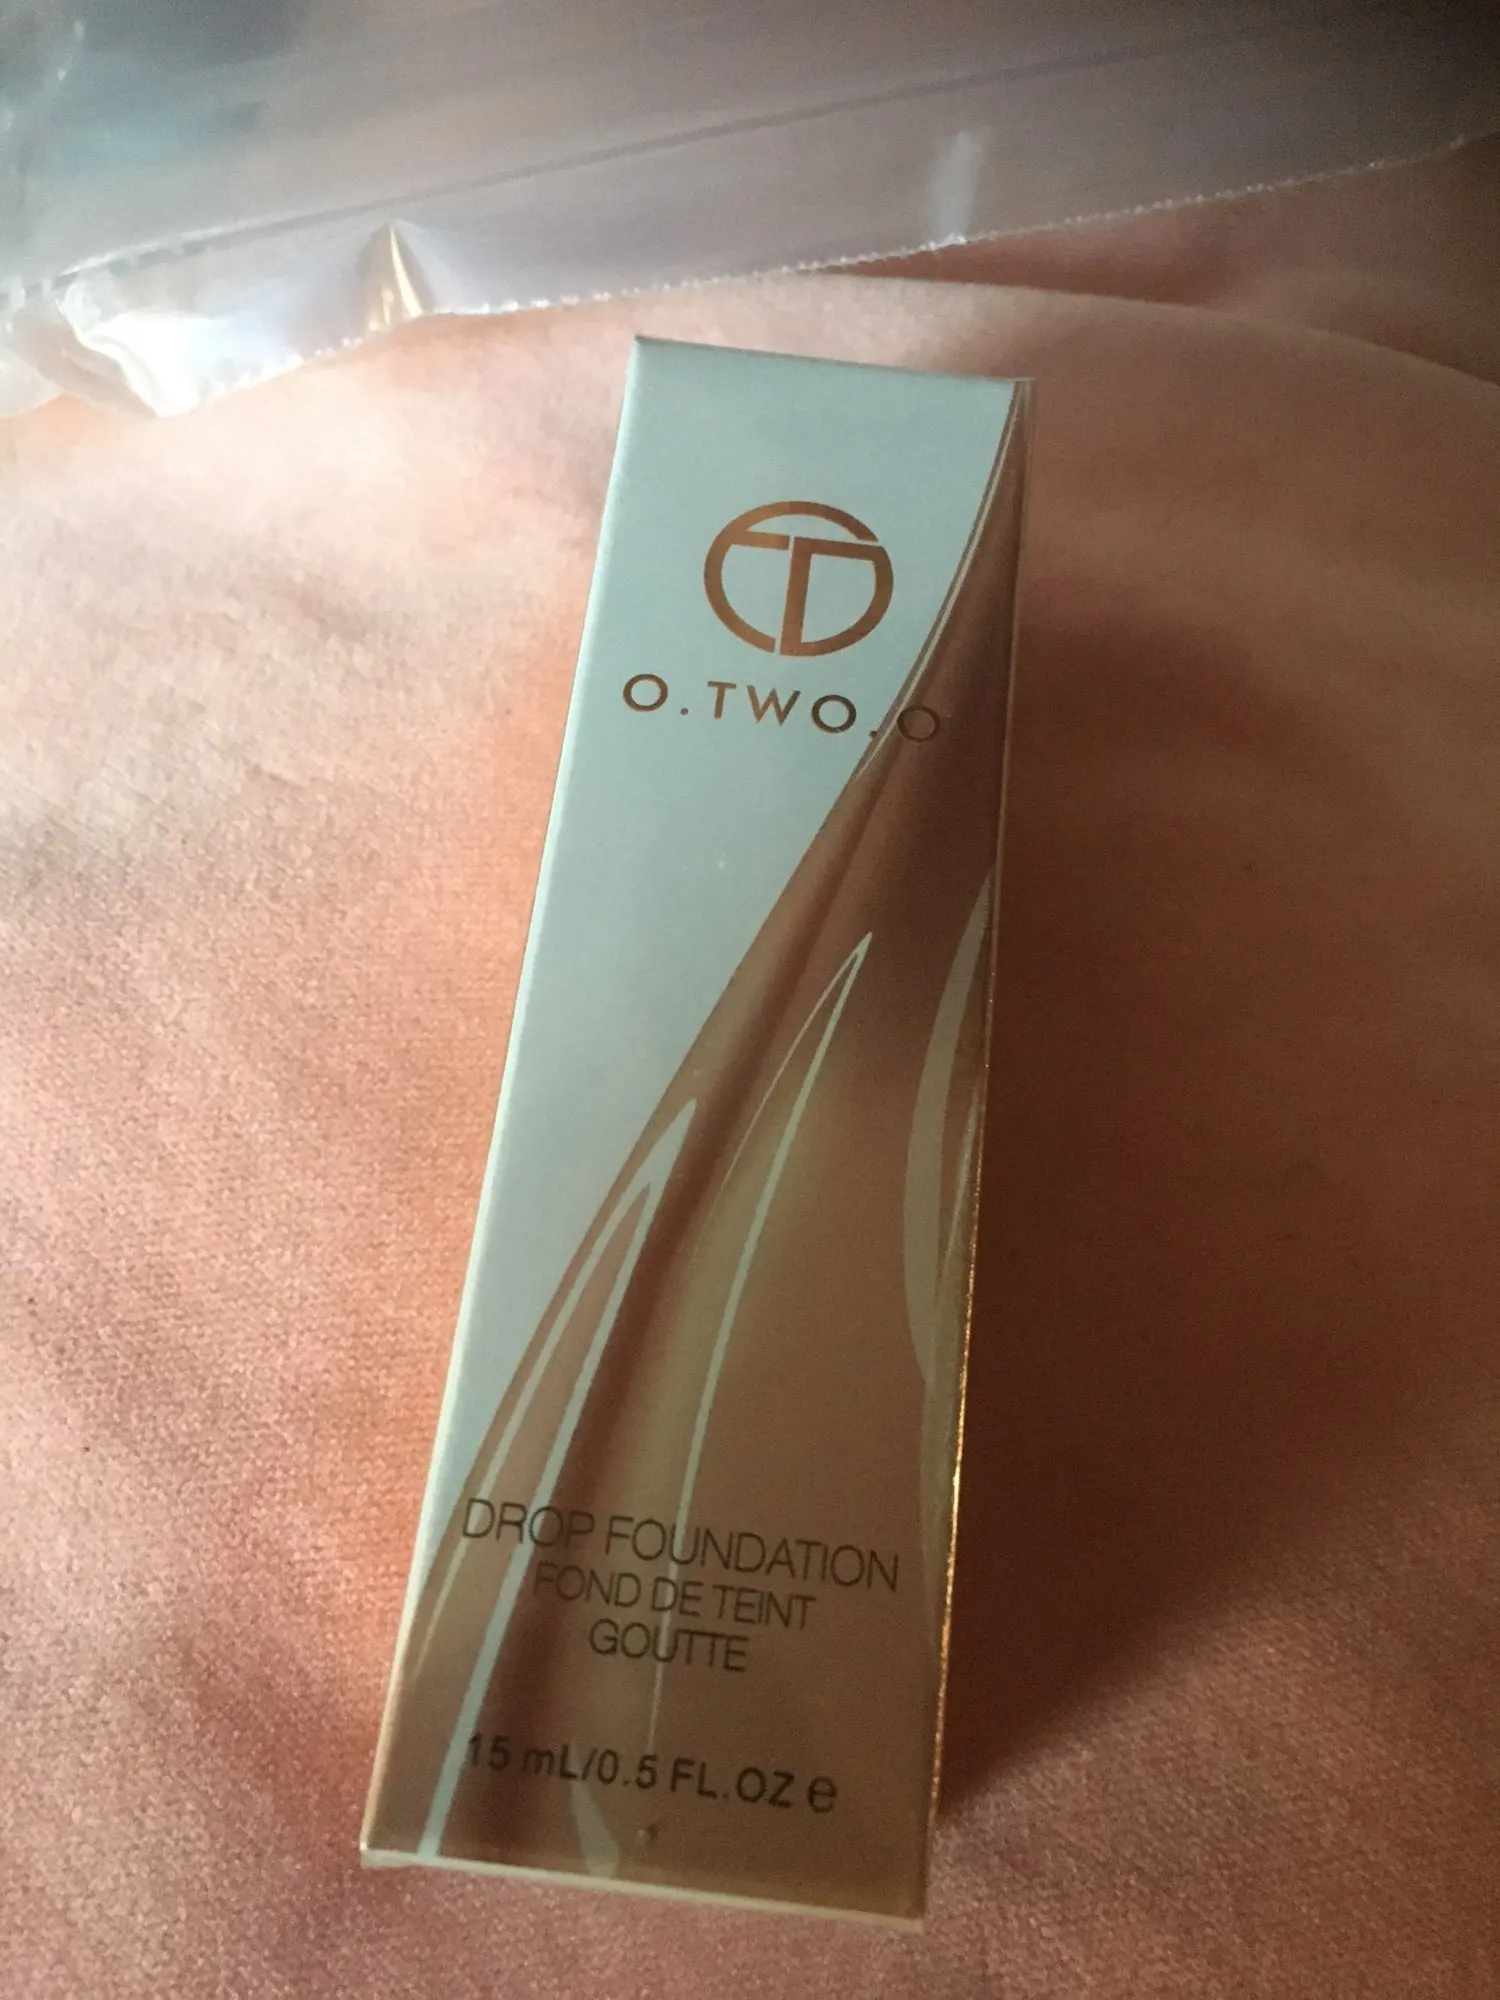 O.TWO.O
DROP FOUNDATION
FOND DE TEINT
GOUTTE
15 mL/0.5 FL.OZ e